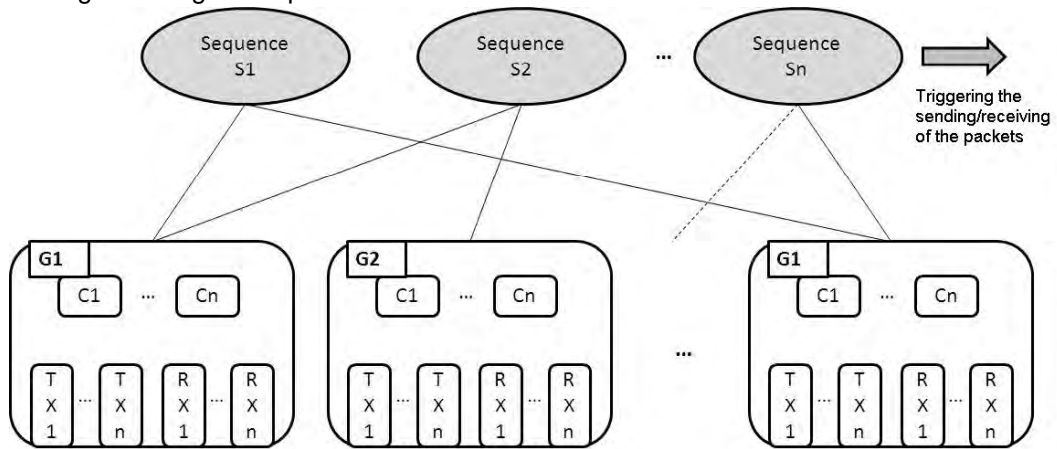 Sequence
S1
Sequence
S2
...
Sequence
Sn
Triggering the
sending/receiving
of the packets
G1
C1 ... Cn
T X 1 ... T X n R X 1 ... R X n
G2
C1 ... Cn
T X 1 ... T X n R X 1 ... R X n
...
G1
C1 ... Cn
T X 1 ... T X n R X 1 ... R X n